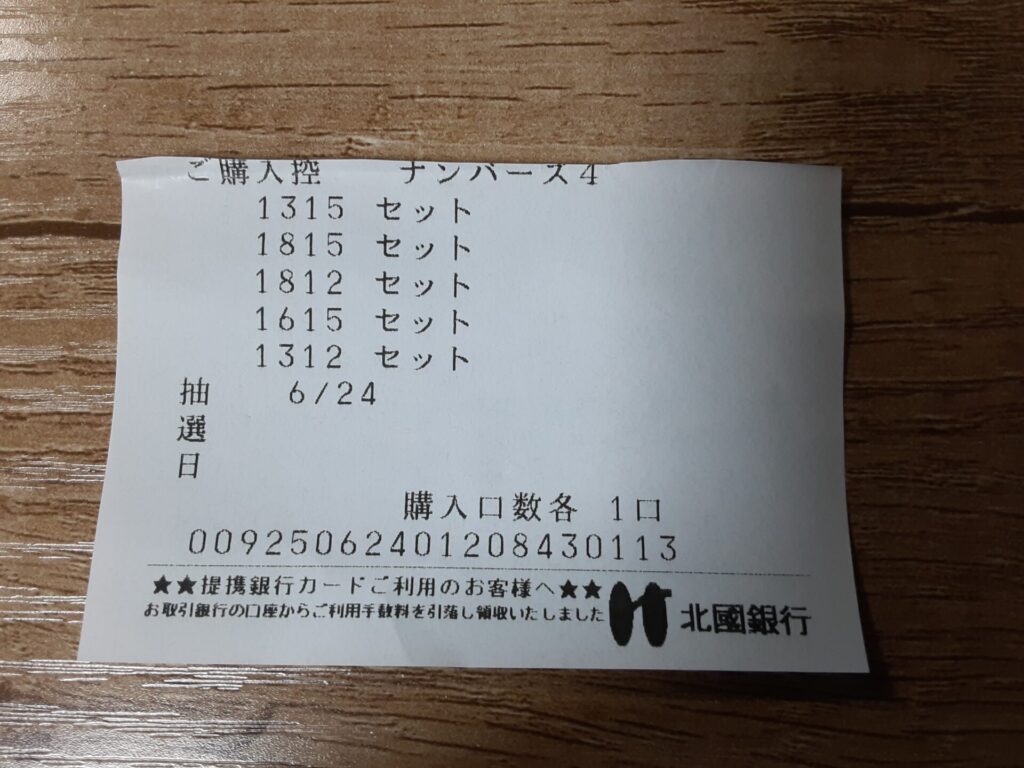 ご購入控 ナンバーズ4
1315 セット
1815 セット
1812 セット
1615 セット
1312 セット
抽選日 6/24
購入口数各 1口
00925062401208430113
★★提携銀行カードご利用のお客様へ★★
お取引銀行の口座からご利用手数料を引落し領収いたしました
北國銀行